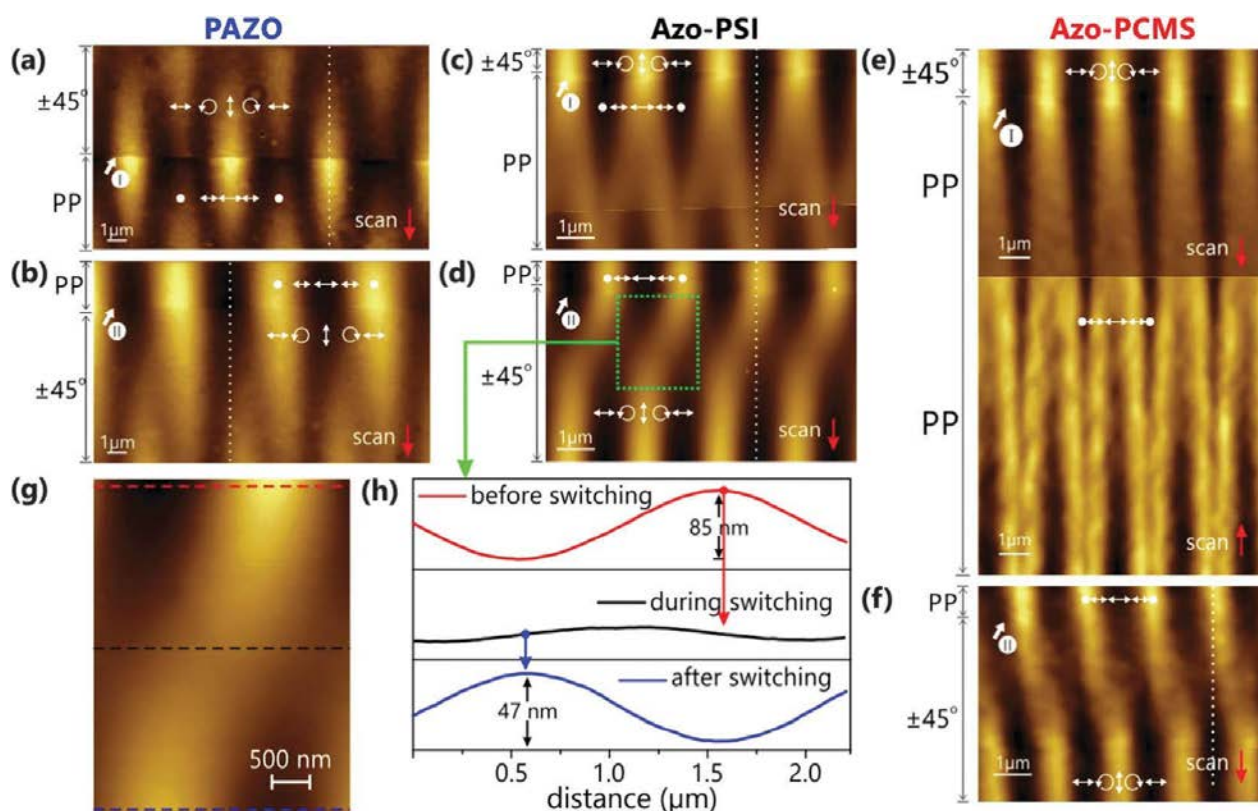 PAZO
Azo-PSI
Azo-PCMS
(a)
±45°
PP
I
1µm
scan
(b)
PP
±45°
II
1µm
scan
(c)
±45°
PP
I
1µm
scan
(d)
PP
±45°
II
1µm
scan
(e)
±45°
PP
I
1µm
scan
PP
1µm
scan
(f)
PP
±45°
II
1µm
scan
(g)
500 nm
(h)
before switching
85 nm
during switching
after switching
47 nm
0.5
1.0
1.5
2.0
distance (µm)